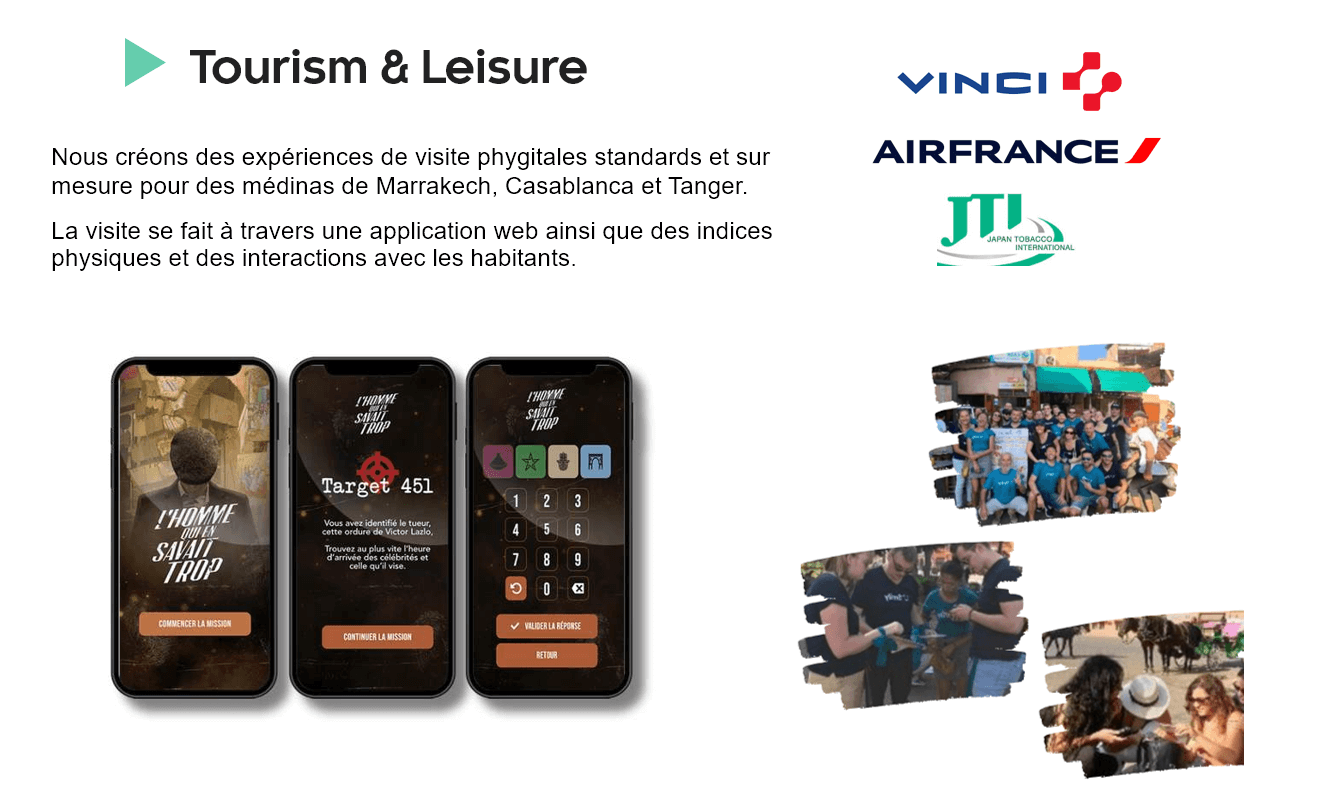 Tourism & Leisure
Nous créons des expériences de visite phygitales standards et sur
mesure pour des médinas de Marrakech, Casablanca et Tanger.
La visite se fait à travers une application web ainsi que des indices
physiques et des interactions avec les habitants.
VINCI
AIRFRANCE
JTI
JAPAN TOBACCO
INTERNATIONAL
L'HOMME
QUI EN
SAVAIT
TROP
COMMENCER LA MISSION
L'HOMME
QUI EN
SAVAIT
TROP
Target 451
Vous avez identifié le tueur,
cette ordure de Victor Lazlo,
Trouvez au plus vite l'heure
d'arrivée des célébrités et
celle qu'il vise.
CONTINUER LA MISSION
L'HOMME
QUI EN
SAVAIT
TROP
1 2 3
4 5 6
7 8 9
0
VALIDER LA RÉPONSE
RETOUR